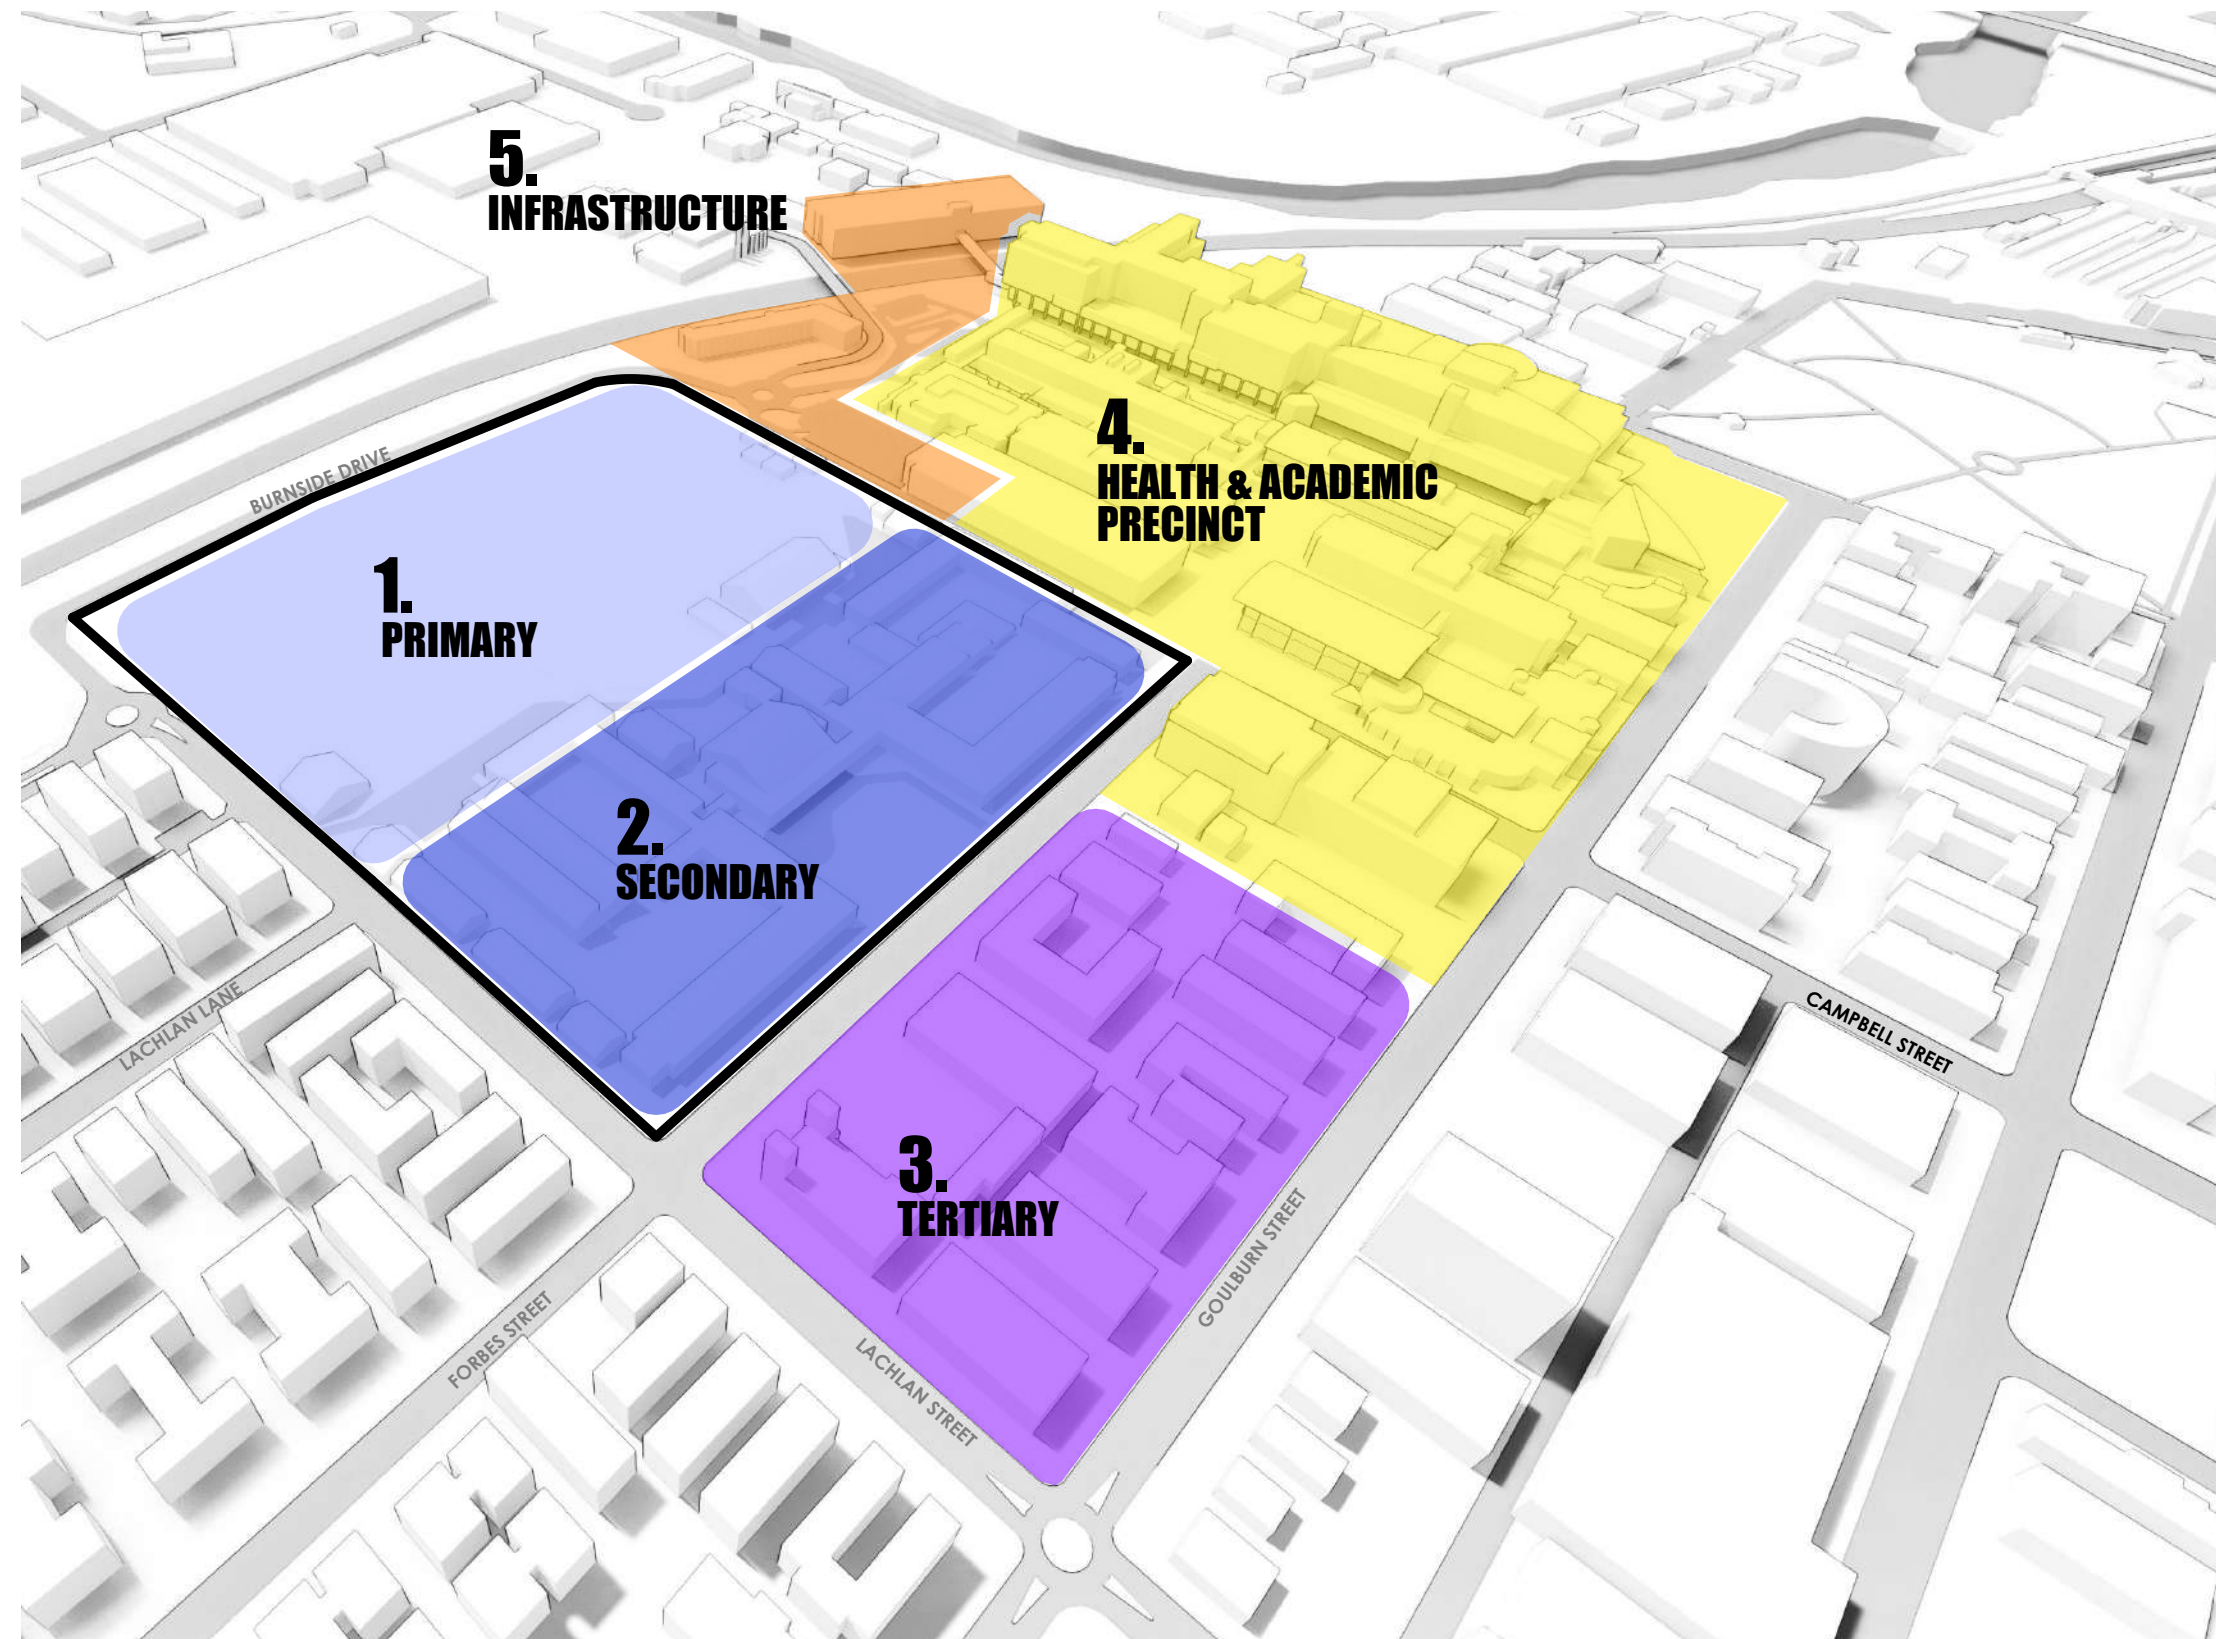 5.
INFRASTRUCTURE
4.
HEALTH & ACADEMIC
PRECINCT
BURNSIDE DRIVE
1.
PRIMARY
2.
SECONDARY
LACHLAN LANE
CAMPBELL STREET
3.
TERTIARY
GOULBURN STREET
FORBES STREET
LACHLAN STREET